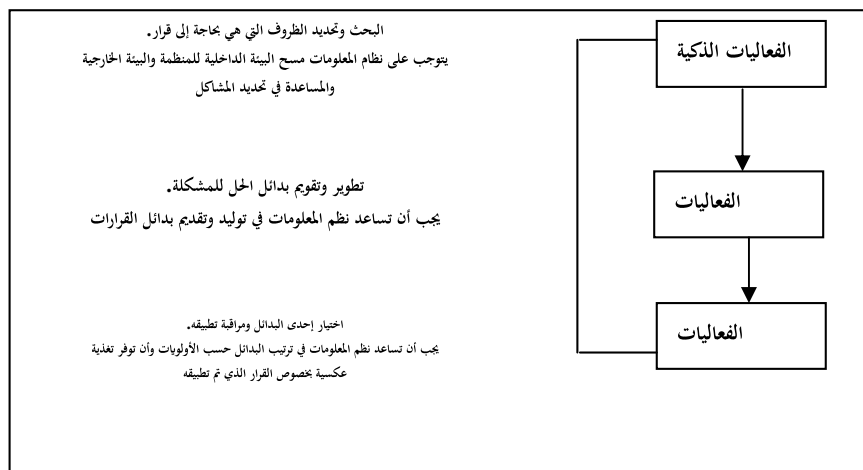 الفعاليات الذكية
البحث وتحديد الظروف التي هي بحاجة إلى قرار.
يتوجب على نظام المعلومات مسح البيئة الداخلية للمنظمة والبيئة الخارجية
والمساعدة في تحديد المشاكل
الفعاليات
تطوير وتقويم بدائل الحل للمشكلة.
يجب أن تساعد نظم المعلومات في توليد وتقديم بدائل القرارات
الفعاليات
اختيار إحدى البدائل ومراقبة تطبيقه.
يجب أن تساعد نظم المعلومات في ترتيب البدائل حسب الأولويات وأن توفر تغذية
عكسية بخصوص القرار الذي تم تطبيقه